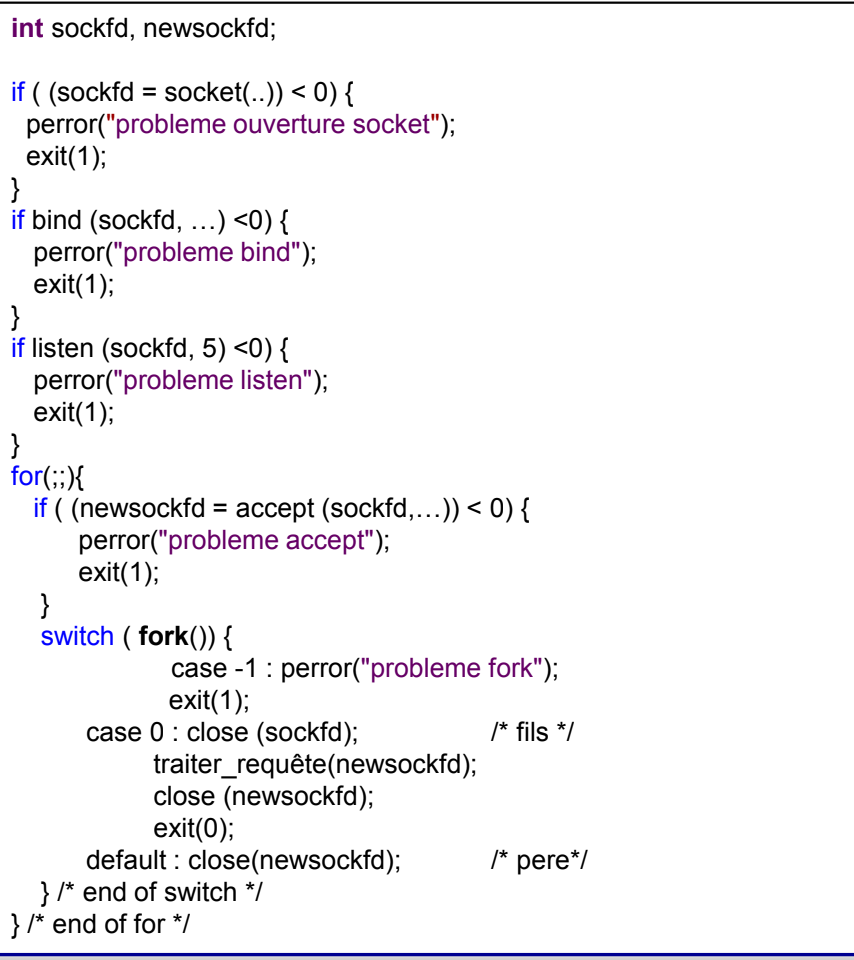 int sockfd, newsockfd;
if ( (sockfd = socket(..)) < 0) {
perror("probleme ouverture socket");
exit(1);
}
if bind (sockfd, …) <0) {
perror("probleme bind");
exit(1);
}
if listen (sockfd, 5) <0) {
perror("probleme listen");
exit(1);
}
for(;;){
if ( (newsockfd = accept (sockfd,…)) < 0) {
perror("probleme accept");
exit(1);
}
switch ( fork()) {
case -1 : perror("probleme fork");
exit(1);
case 0 : close (sockfd); /* fils */
traiter_requête(newsockfd);
close (newsockfd);
exit(0);
default : close(newsockfd); /* pere*/
} /* end of switch */
} /* end of for */